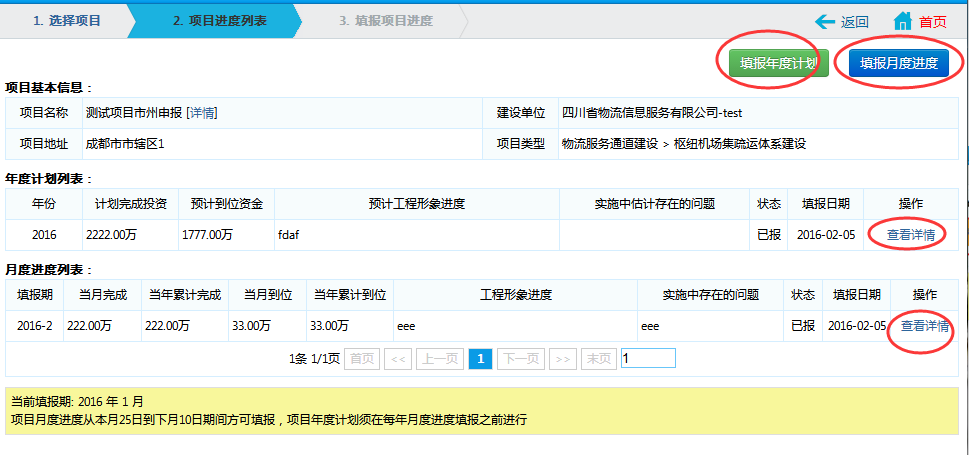 1. 选择项目 2. 项目进度列表 3. 填报项目进度 返回 首页
填报年度计划 填报月度进度
项目基本信息：
项目名称 测试项目市州申报 [详情] 建设单位 四川省物流信息服务有限公司-test
项目地址 成都市市辖区1 项目类型 物流服务通道建设 > 枢纽机场集疏运体系建设
年度计划列表：
年份 计划完成投资 预计到位资金 预计工程形象进度 实施中估计存在的问题 状态 填报日期 操作
2016 2222.00万 1777.00万 fdaf 已报 2016-02-05 查看详情
月度进度列表：
填报期 当月完成 当年累计完成 当月到位 当年累计到位 工程形象进度 实施中存在的问题 状态 填报日期 操作
2016-2 222.00万 222.00万 33.00万 33.00万 eee eee 已报 2016-02-05 查看详情
1条 1/1页 首页 << 上一页 1 下一页 >> 末页 1
当前填报期: 2016 年 1 月
项目月度进度从本月25日到下月10日期间方可填报，项目年度计划须在每年月度进度填报之前进行